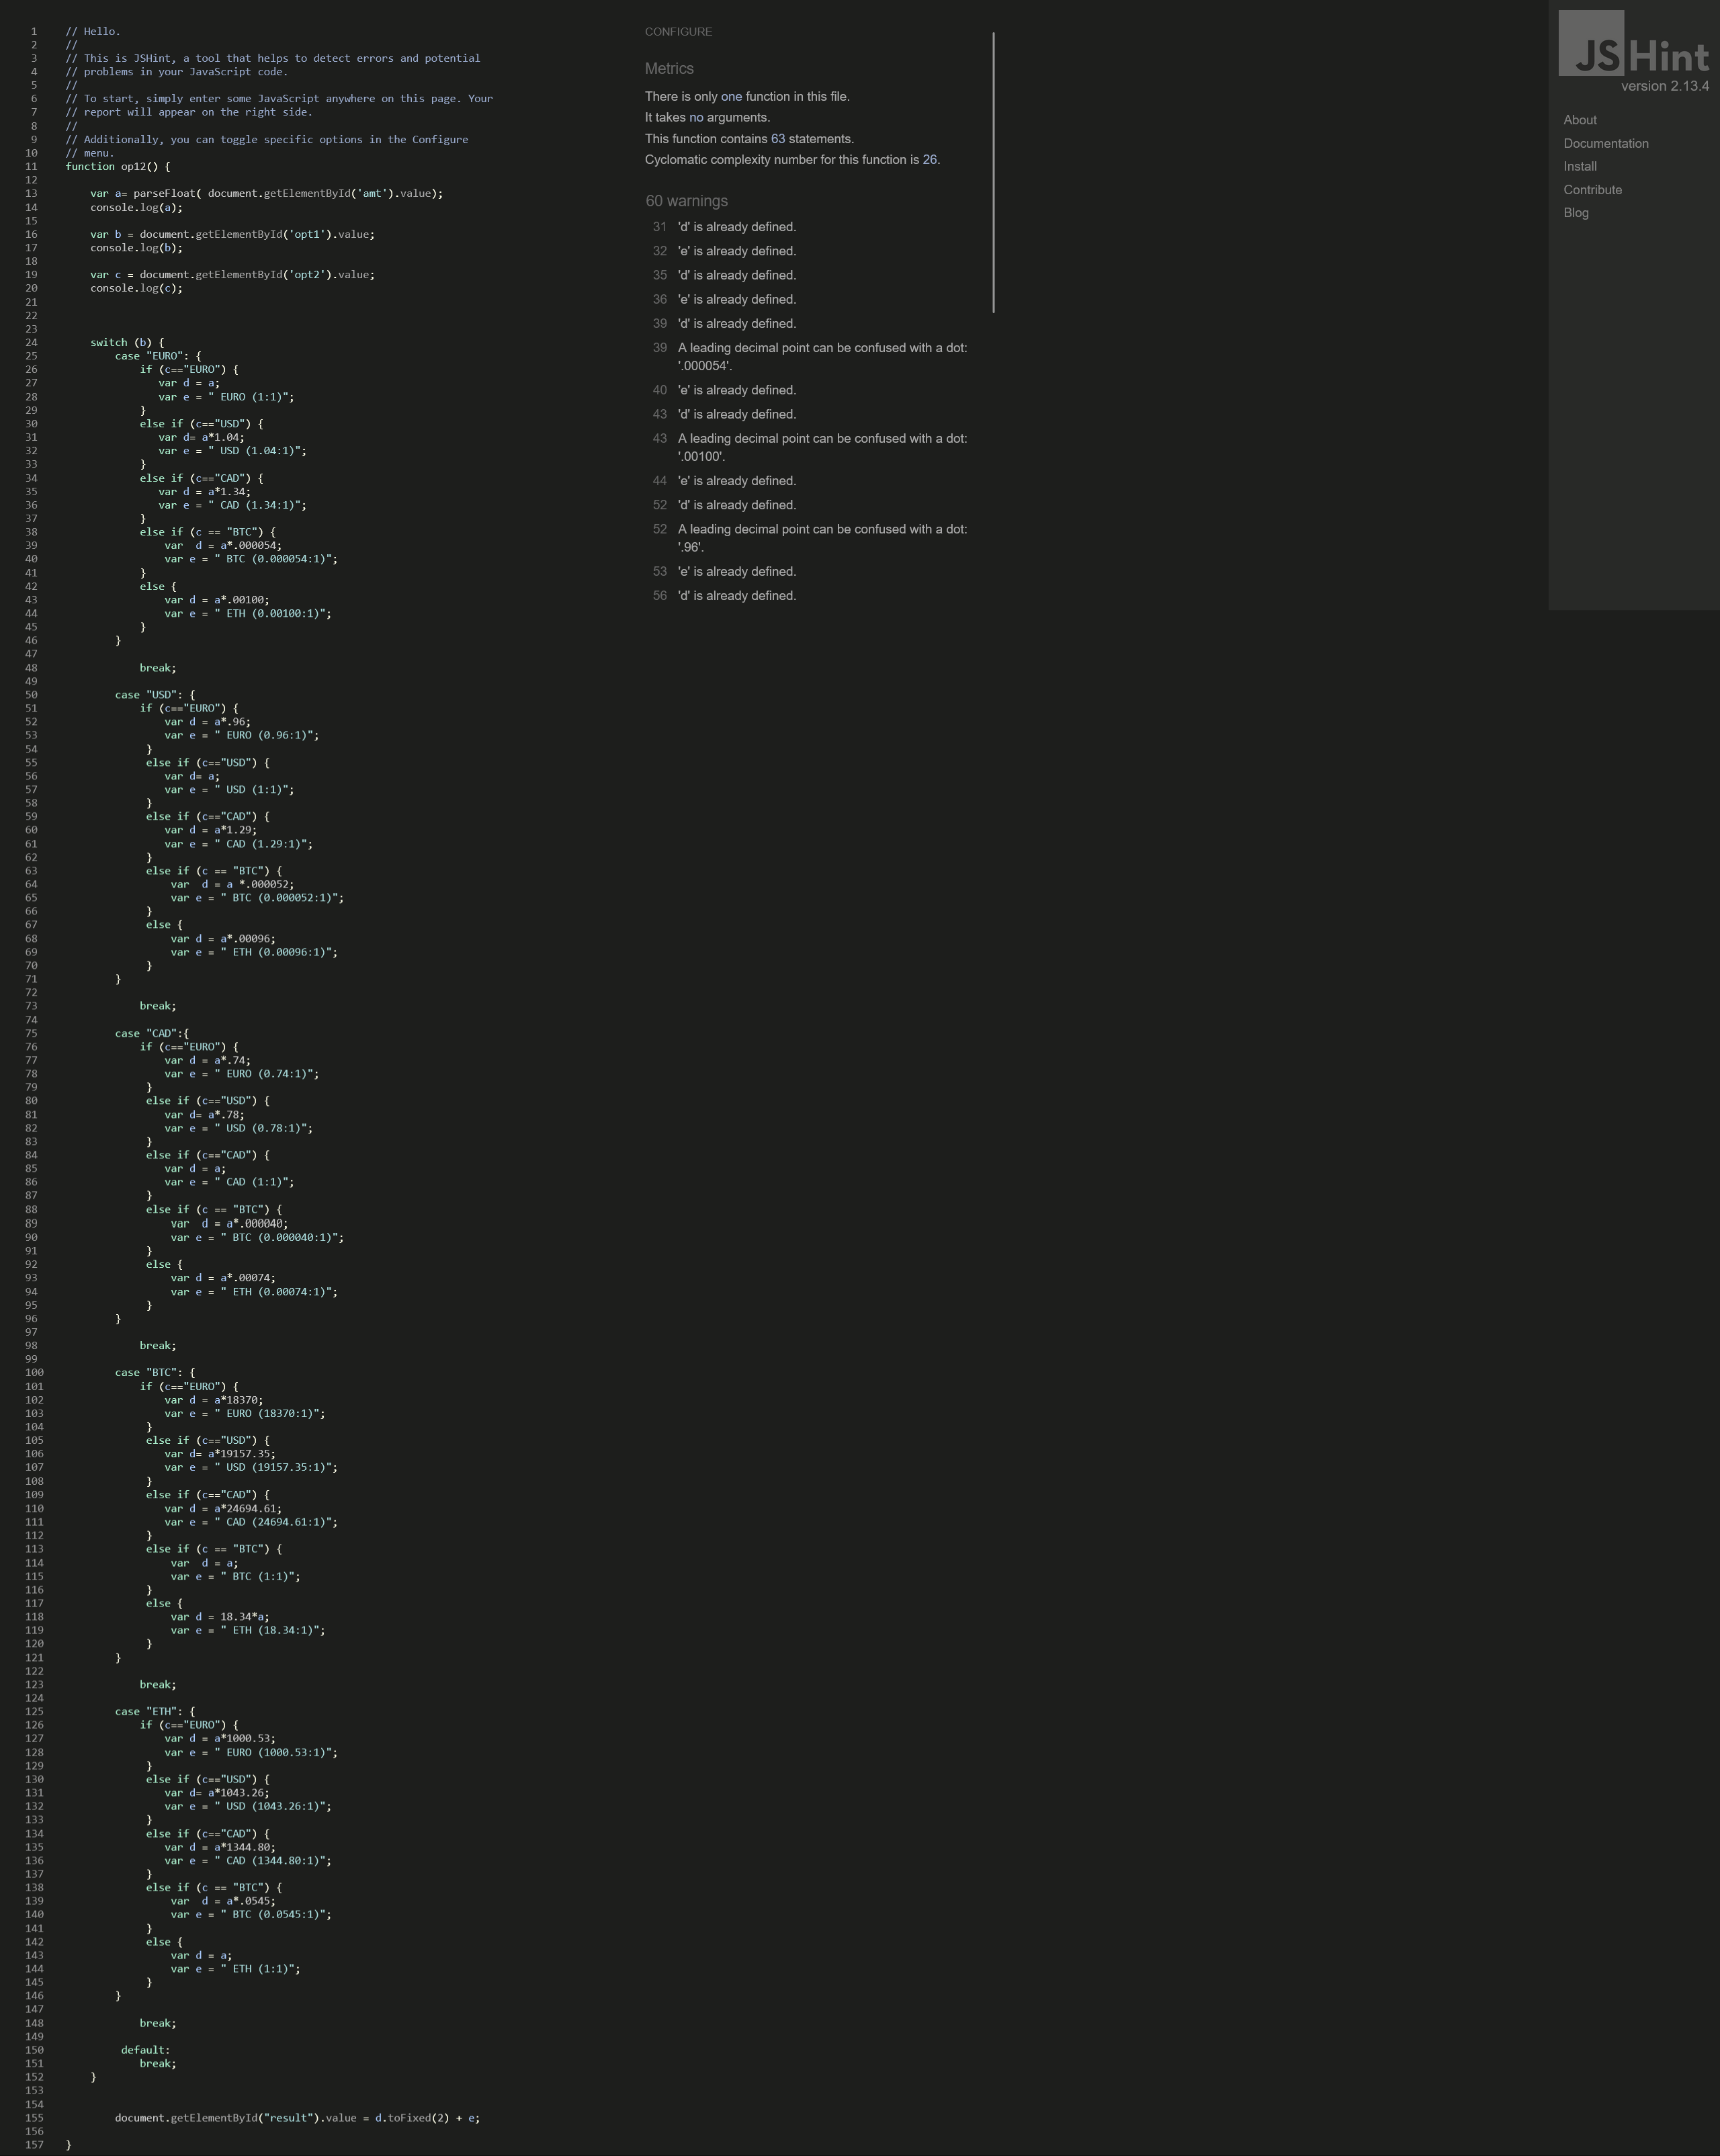 1 // Hello.
2 //
3 // This is JSHint, a tool that helps to detect errors and potential
4 // problems in your JavaScript code.
5 //
6 // To start, simply enter some JavaScript anywhere on this page. Your
7 // report will appear on the right side.
8 //
9 // Additionally, you can toggle specific options in the Configure
10 // menu.
11 function op12() {
12
13     var a= parseFloat( document.getElementById('amt').value);
14     console.log(a);
15
16     var b = document.getElementById('opt1').value;
17     console.log(b);
18
19     var c = document.getElementById('opt2').value;
20     console.log(c);
21
22
23
24     switch (b) {
25         case "EURO": {
26             if (c=="EURO") {
27                var d = a;
28                var e = " EURO (1:1)";
29             }
30             else if (c=="USD") {
31                var d= a*1.04;
32                var e = " USD (1.04:1)";
33             }
34             else if (c=="CAD") {
35                var d = a*1.34;
36                var e = " CAD (1.34:1)";
37             }
38             else if (c == "BTC") {
39                 var  d = a*.000054;
40                 var e = " BTC (0.000054:1)";
41             }
42             else {
43                 var d = a*.00100;
44                 var e = " ETH (0.00100:1)";
45             }
46         }
47
48             break;
49
50         case "USD": {
51             if (c=="EURO") {
52                 var d = a*.96;
53                 var e = " EURO (0.96:1)";
54              }
55              else if (c=="USD") {
56                 var d= a;
57                 var e = " USD (1:1)";
58              }
59              else if (c=="CAD") {
60                 var d = a*1.29;
61                 var e = " CAD (1.29:1)";
62              }
63              else if (c == "BTC") {
64                  var  d = a *.000052;
65                  var e = " BTC (0.000052:1)";
66              }
67              else {
68                  var d = a*.00096;
69                  var e = " ETH (0.00096:1)";
70              }
71         }
72
73             break;
74
75         case "CAD":{
76             if (c=="EURO") {
77                 var d = a*.74;
78                 var e = " EURO (0.74:1)";
79              }
80              else if (c=="USD") {
81                 var d= a*.78;
82                 var e = " USD (0.78:1)";
83              }
84              else if (c=="CAD") {
85                 var d = a;
86                 var e = " CAD (1:1)";
87              }
88              else if (c == "BTC") {
89                  var  d = a*.000040;
90                  var e = " BTC (0.000040:1)";
91              }
92              else {
93                  var d = a*.00074;
94                  var e = " ETH (0.00074:1)";
95              }
96         }
97
98             break;
99
100         case "BTC": {
101             if (c=="EURO") {
102                 var d = a*18370;
103                 var e = " EURO (18370:1)";
104              }
105              else if (c=="USD") {
106                 var d= a*19157.35;
107                 var e = " USD (19157.35:1)";
108              }
109              else if (c=="CAD") {
110                 var d = a*24694.61;
111                 var e = " CAD (24694.61:1)";
112              }
113              else if (c == "BTC") {
114                  var  d = a;
115                  var e = " BTC (1:1)";
116              }
117              else {
118                  var d = 18.34*a;
119                  var e = " ETH (18.34:1)";
120              }
121         }
122
123             break;
124
125         case "ETH": {
126             if (c=="EURO") {
127                 var d = a*1000.53;
128                 var e = " EURO (1000.53:1)";
129              }
130              else if (c=="USD") {
131                 var d= a*1043.26;
132                 var e = " USD (1043.26:1)";
133              }
134              else if (c=="CAD") {
135                 var d = a*1344.80;
136                 var e = " CAD (1344.80:1)";
137              }
138              else if (c == "BTC") {
139                  var  d = a*.0545;
140                  var e = " BTC (0.0545:1)";
141              }
142              else {
143                  var d = a;
144                  var e = " ETH (1:1)";
145              }
146         }
147
148             break;
149
150          default:
151             break;
152     }
153
154
155         document.getElementById("result").value = d.toFixed(2) + e;
156
157 }
CONFIGURE
Metrics
There is only one function in this file.
It takes no arguments.
This function contains 63 statements.
Cyclomatic complexity number for this function is 26.
60 warnings
31 'd' is already defined.
32 'e' is already defined.
35 'd' is already defined.
36 'e' is already defined.
39 'd' is already defined.
39 A leading decimal point can be confused with a dot:
'.000054'.
40 'e' is already defined.
43 'd' is already defined.
43 A leading decimal point can be confused with a dot:
'.00100'.
44 'e' is already defined.
52 'd' is already defined.
52 A leading decimal point can be confused with a dot:
'.96'.
53 'e' is already defined.
56 'd' is already defined.
JSHint
version 2.13.4
About
Documentation
Install
Contribute
Blog